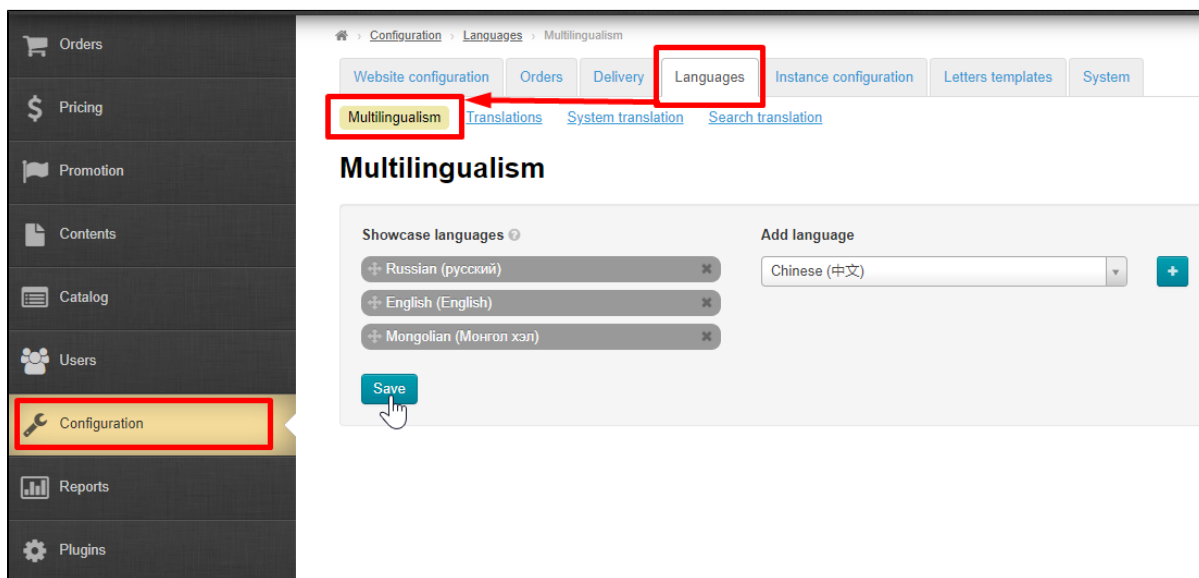 Orders
Pricing
Promotion
Contents
Catalog
Users
Configuration
Reports
Plugins
Configuration › Languages › Multilingualism
Website configuration Orders Delivery Languages Instance configuration Letters templates System
Multilingualism Translations System translation Search translation
Multilingualism
Showcase languages
Russian (русский)
English (English)
Mongolian (Монгол хэл)
Save
Add language
Chinese (中文)